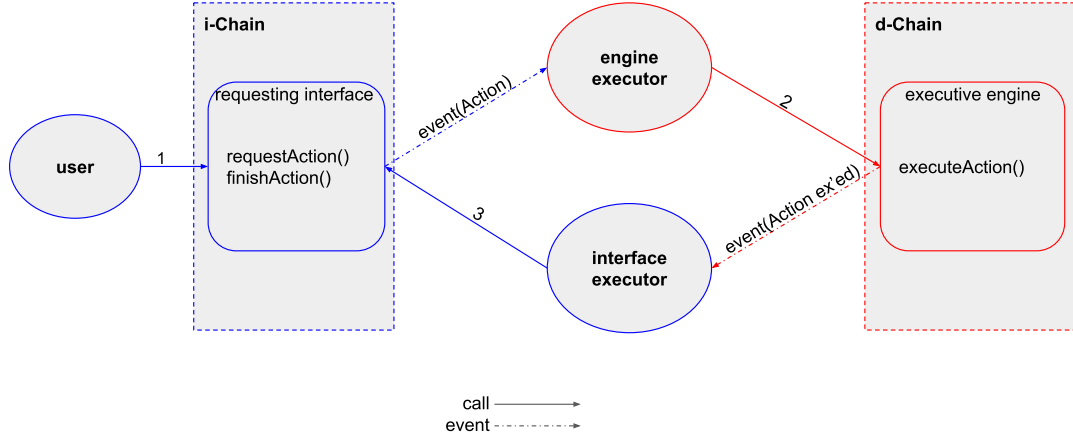 i-Chain
d-Chain
engine
executor
requesting interface
executive engine
event(Action)
2
1
user
requestAction()
finishAction()
executeAction()
3
event(Action ex’ed)
interface
executor
call
event